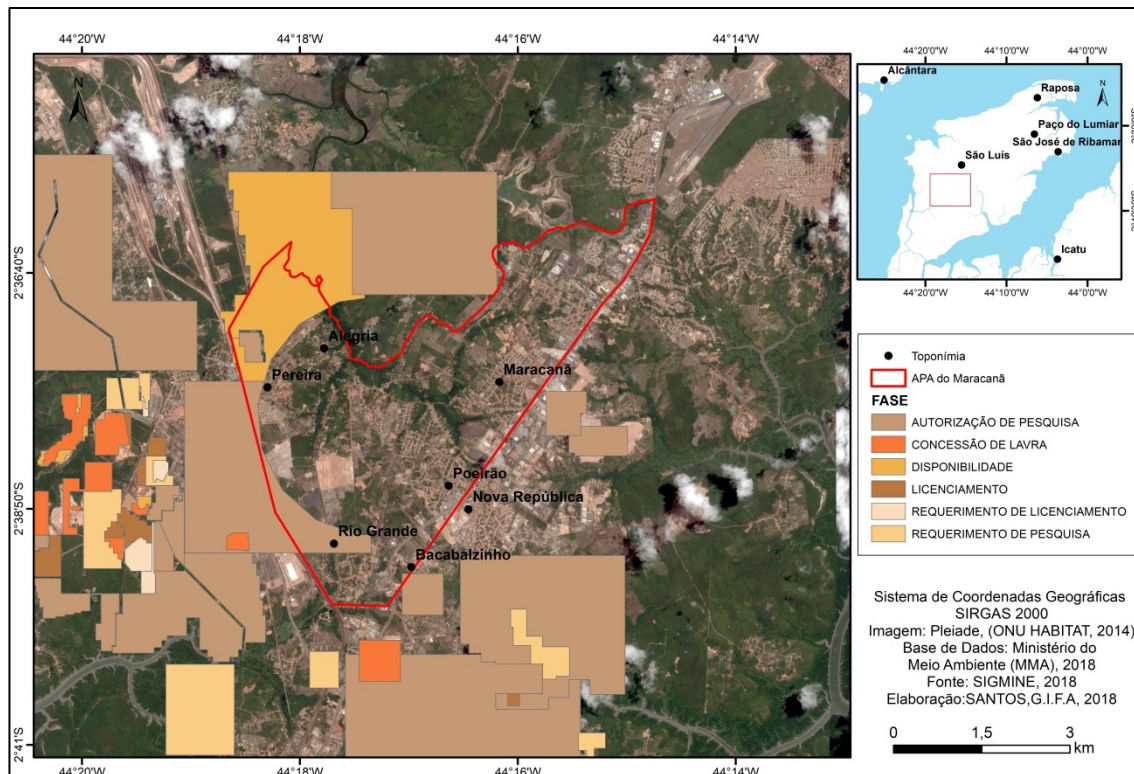 44°20'W
44°18'W
44°16'W
44°14'W
N
2°36'40"S
2°38'50"S
2°41'S
Alegria
Pereira
Maracanã
Poeirão
Nova República
Rio Grande
Bacabalzinho
44°20'W
44°18'W
44°16'W
44°14'W
44°20'0"W
44°10'0"W
44°0'0"W
Alcântara
Raposa
N
Paço do Lumiar
São José de Ribamar
São Luís
Icatu
44°20'0"W
44°10'0"W
44°0'0"W
Toponímia
APA do Maracanã
FASE
AUTORIZAÇÃO DE PESQUISA
CONCESSÃO DE LAVRA
DISPONIBILIDADE
LICENCIAMENTO
REQUERIMENTO DE LICENCIAMENTO
REQUERIMENTO DE PESQUISA
Sistema de Coordenadas Geográficas
SIRGAS 2000
Imagem: Pleiade, (ONU HABITAT, 2014)
Base de Dados: Ministério do
Meio Ambiente (MMA), 2018
Fonte: SIGMINE, 2018
Elaboração:SANTOS,G.I.F.A, 2018
0 1,5 3
km